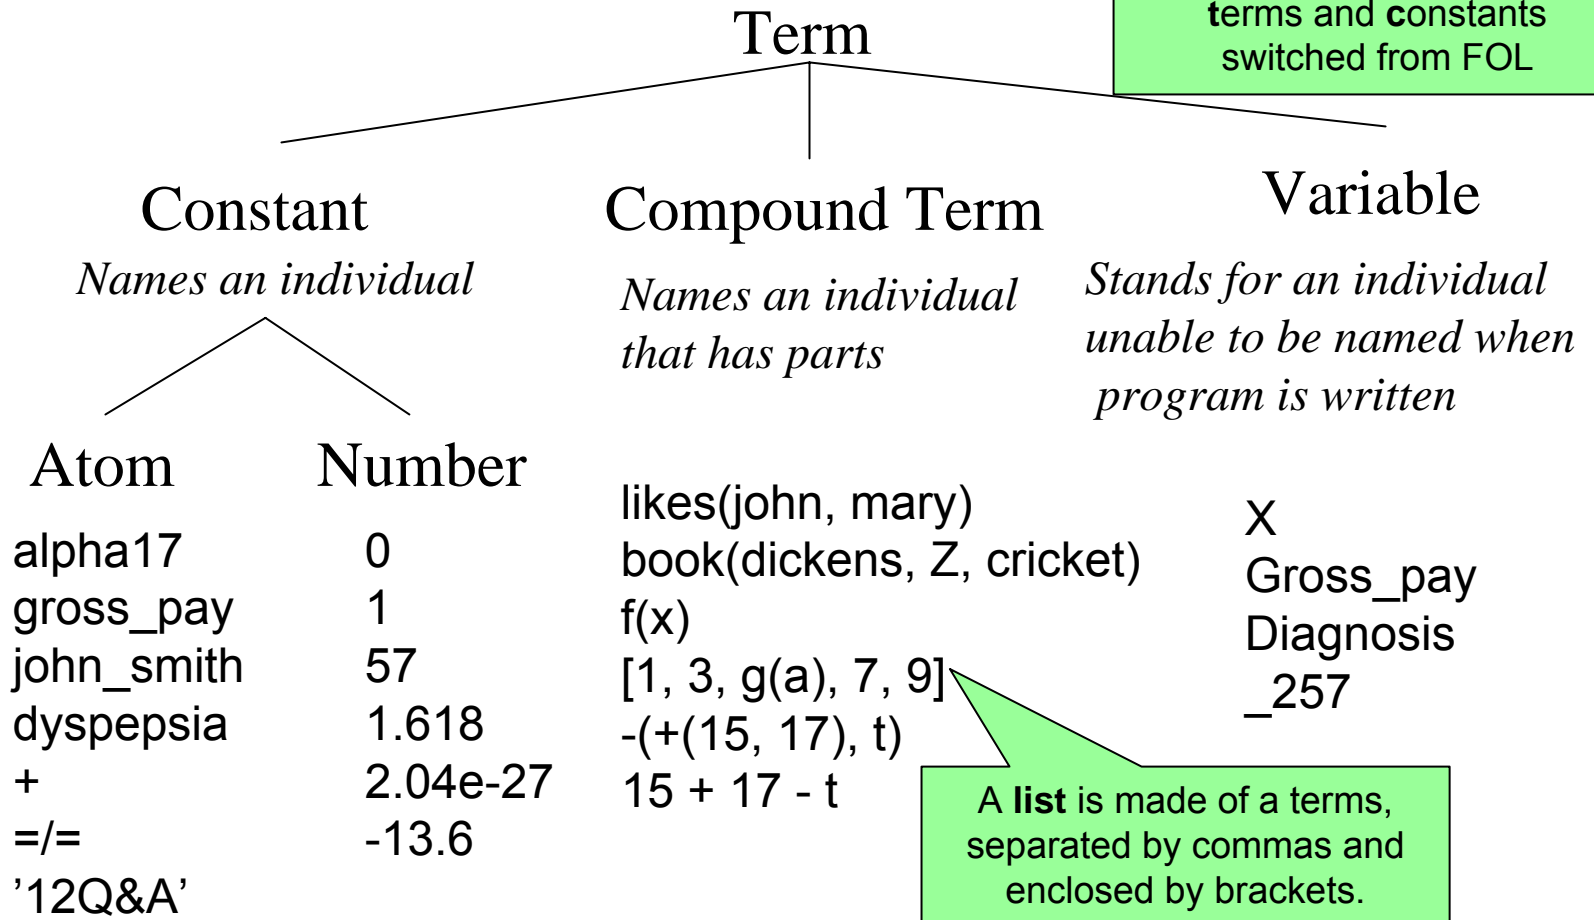 Term
terms and constants
switched from FOL
Constant
Names an individual
Compound Term
Names an individual
that has parts
Variable
Stands for an individual
unable to be named when
program is written
Atom
alpha17
gross_pay
john_smith
dyspepsia
+
=/=
’12Q&A’
Number
0
1
57
1.618
2.04e-27
-13.6
likes(john, mary)
book(dickens, Z, cricket)
f(x)
[1, 3, g(a), 7, 9]
-(+(15, 17), t)
15 + 17 - t
X
Gross_pay
Diagnosis
_257
A list is made of a terms,
separated by commas and
enclosed by brackets.